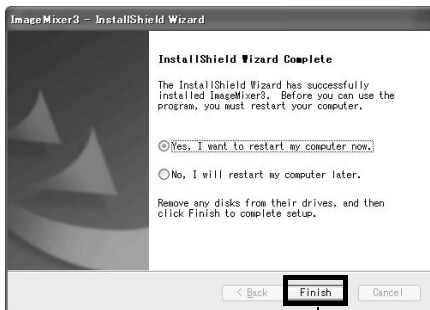 ImageMixer3 - InstallShield Wizard
InstallShield Wizard Complete
The InstallShield Wizard has successfully
installed ImageMixer3. Before you can use the
program, you must restart your computer.
Yes, I want to restart my computer now.
No, I will restart my computer later.
Remove any disks from their drives, and then
click Finish to complete setup.
< Back Finish Cancel